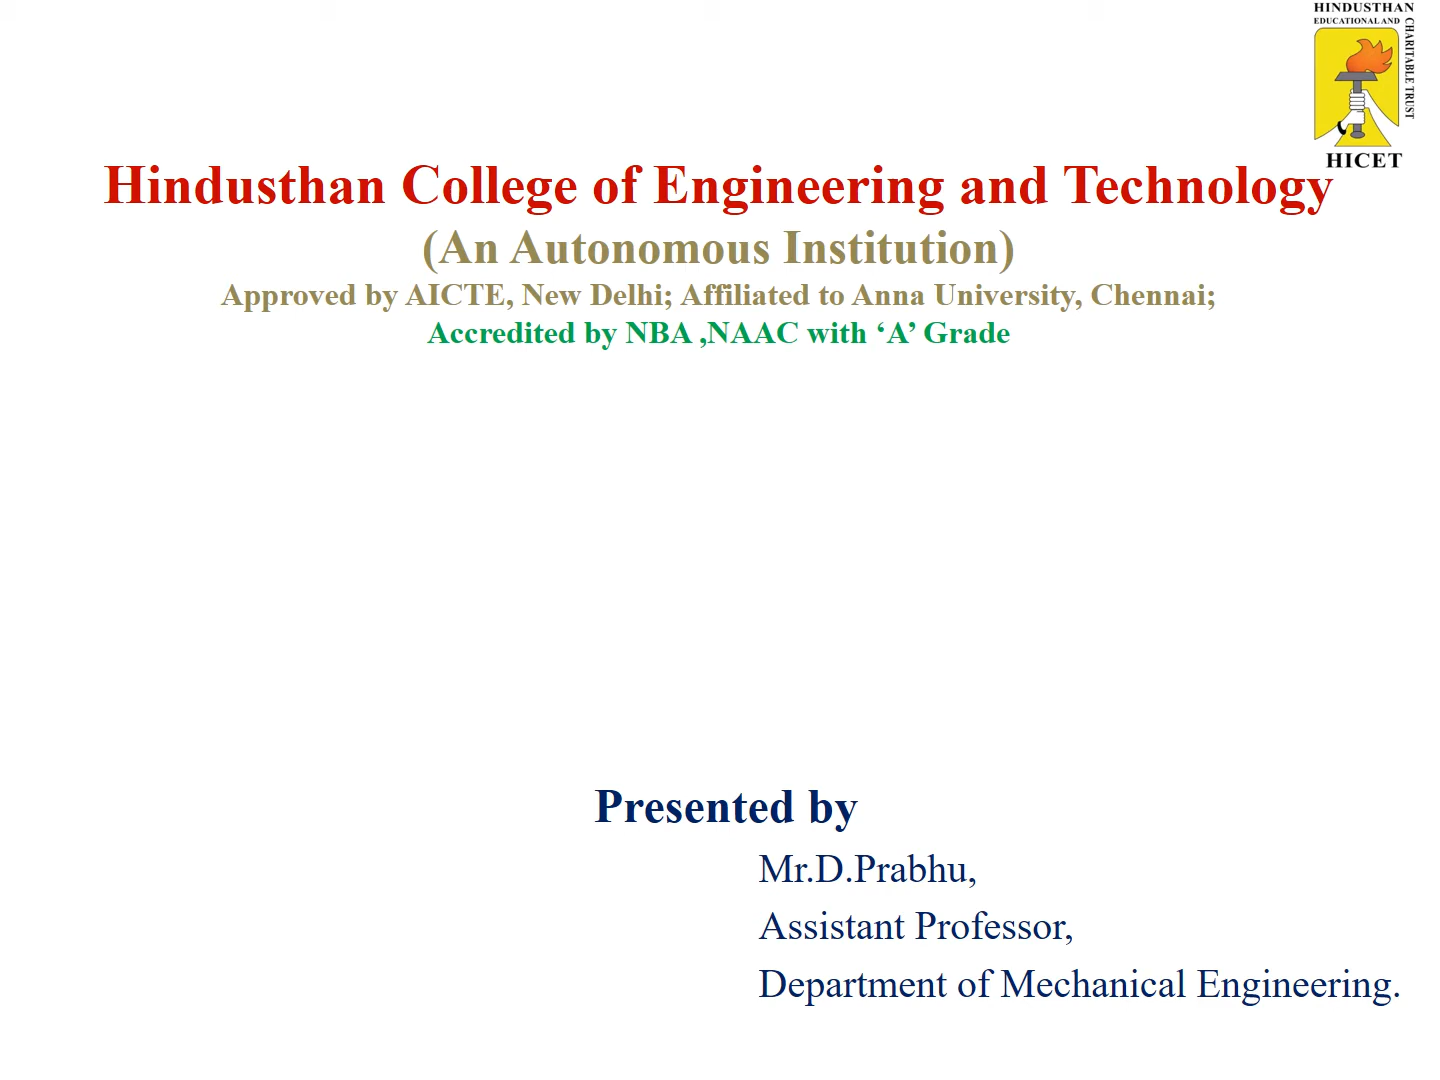 HINDUSTHAN
EDUCATIONAL AND
CHARITABLE TRUST
HICET
Hindusthan College of Engineering and Technology
(An Autonomous Institution)
Approved by AICTE, New Delhi; Affiliated to Anna University, Chennai;
Accredited by NBA ,NAAC with ‘A’ Grade
Presented by
Mr.D.Prabhu,
Assistant Professor,
Department of Mechanical Engineering.